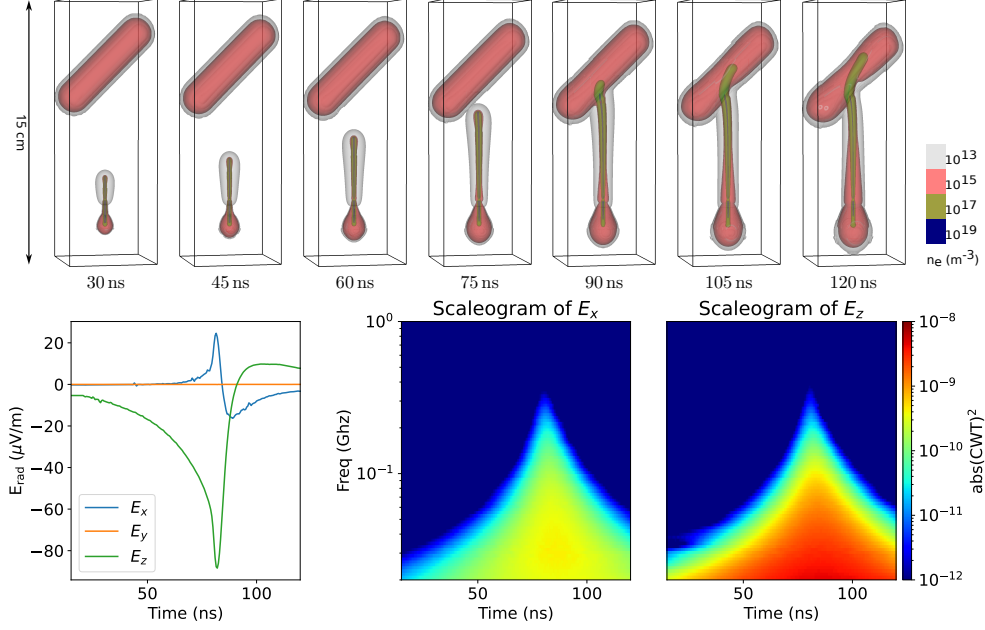 15 cm
30 ns
45 ns
60 ns
75 ns
90 ns
105 ns
120 ns
10^13
10^15
10^17
10^19
n_e (m^-3)
20
0
−20
−40
−60
−80
E_rad (μV/m)
E_x
E_y
E_z
50
100
Time (ns)
Scaleogram of E_x
10^0
10^-1
Freq (Ghz)
50
100
Time (ns)
Scaleogram of E_z
50
100
Time (ns)
10^-8
10^-9
10^-10
10^-11
10^-12
abs(CWT)^2